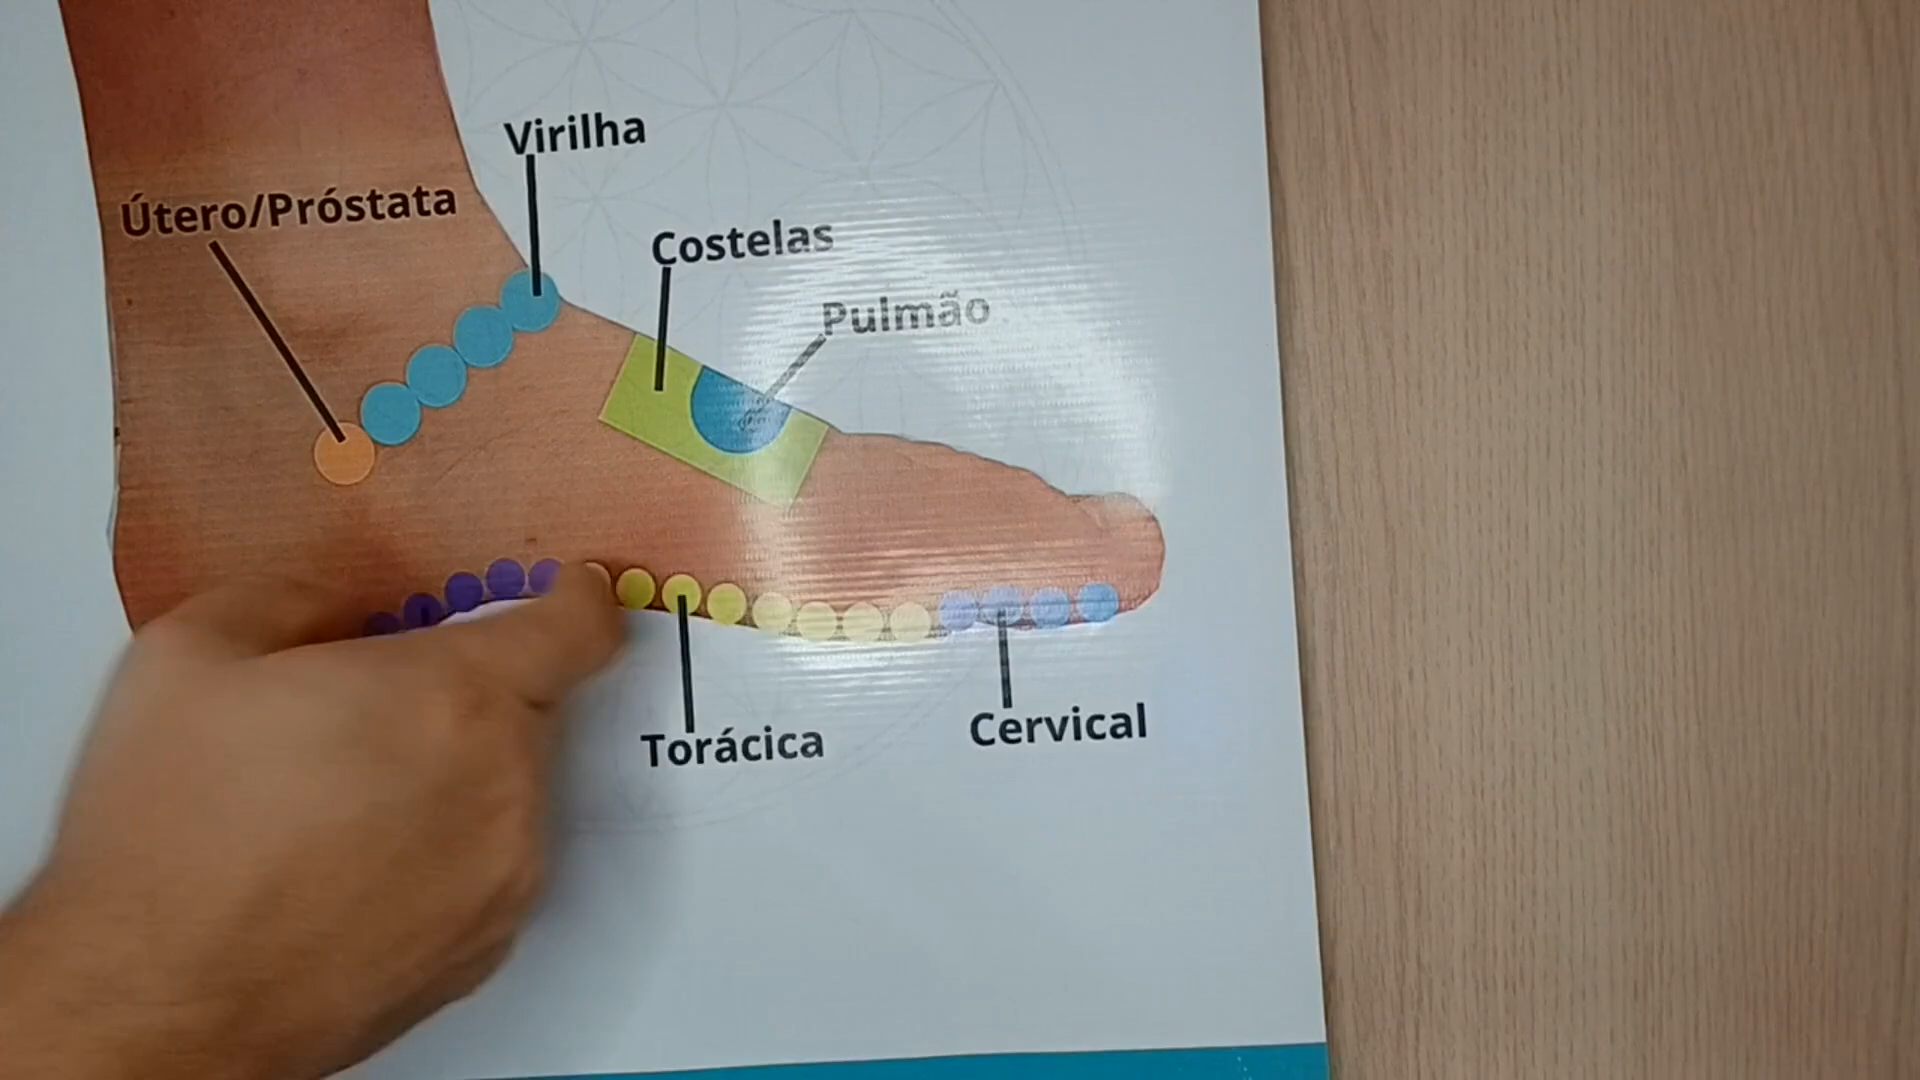 Virilha
Útero/Próstata
Costelas
Pulmão
Torácica
Cervical